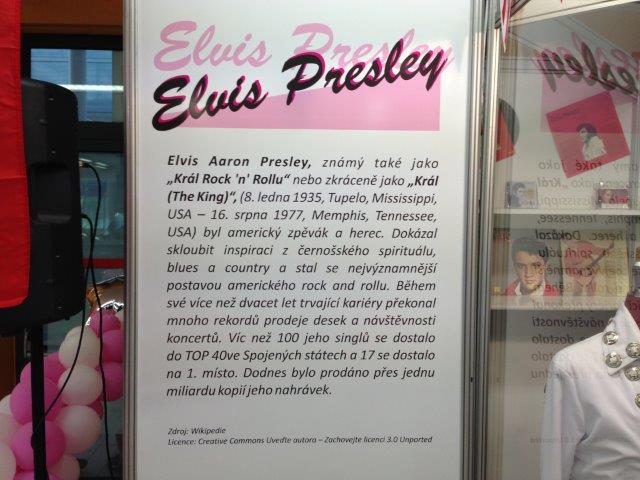 Elvis Presley
Elvis Presley
Elvis Aaron Presley, známý také jako
„Král Rock 'n' Rollu“ nebo zkráceně jako „Král
(The King)“, (8. ledna 1935, Tupelo, Mississippi,
USA – 16. srpna 1977, Memphis, Tennessee,
USA) byl americký zpěvák a herec. Dokázal
skloubit inspiraci z černošského spirituálu,
blues a country a stal se nejvýznamnější
postavou amerického rock and rollu. Během
své více než dvacet let trvající kariéry překonal
mnoho rekordů prodeje desek a návštěvnosti
koncertů. Víc než 100 jeho singlů se dostalo
do TOP 40ve Spojených státech a 17 se dostalo
na 1. místo. Dodnes bylo prodáno přes jednu
miliardu kopií jeho nahrávek.
Zdroj: Wikipedie
Licence: Creative Commons Uveďte autora – Zachovejte licenci 3.0 Unported